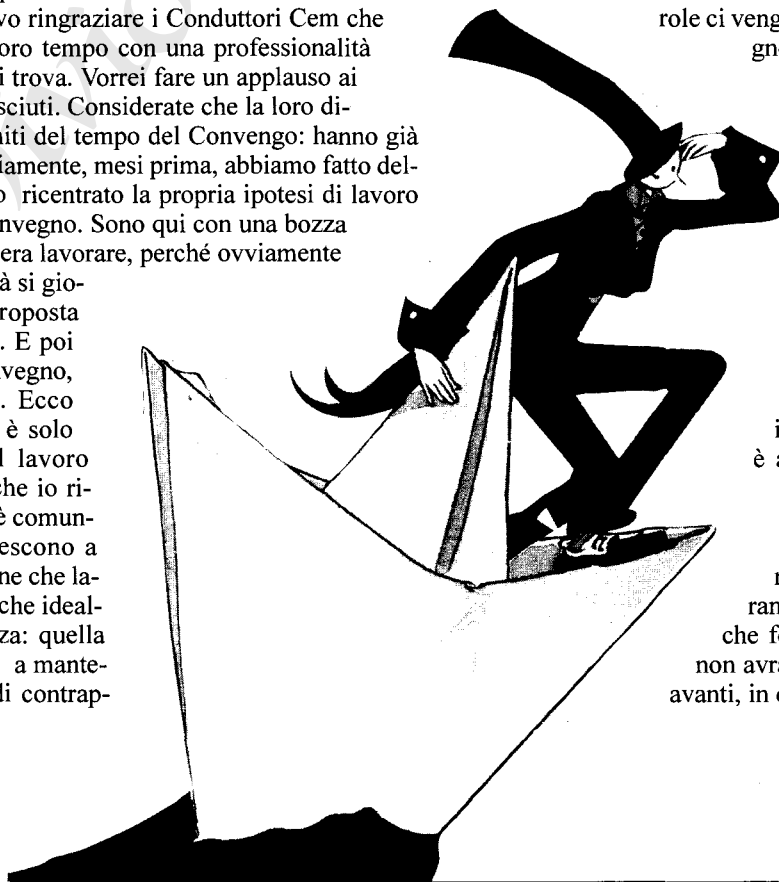 vo ringraziare i Conduttori Cem che
oro tempo con una professionalità
i trova. Vorrei fare un applauso ai
sciuti. Considerate che la loro di-
niti del tempo del Convengo: hanno già
iamente, mesi prima, abbiamo fatto del-
o ricentrato la propria ipotesi di lavoro
nvegno. Sono qui con una bozza
era lavorare, perché ovviamente
à si gio-
roposta
. E poi
vegno,
. Ecco
è solo
l lavoro
che io ri-
è comun-
escono a
ne che la-
che ideal-
za: quella
a mante-
di contrap-
role ci veng
gn
i
è a
r
ran
che f
non avra
avanti, in